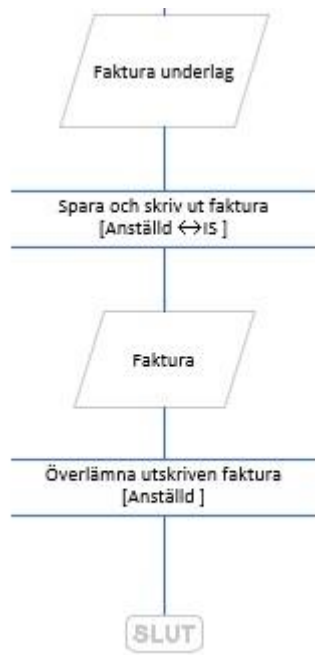 Faktura underlag
Spara och skriv ut faktura
[Anställd ↔IS ]
Faktura
Överlämna utskriven faktura
[Anställd ]
SLUT